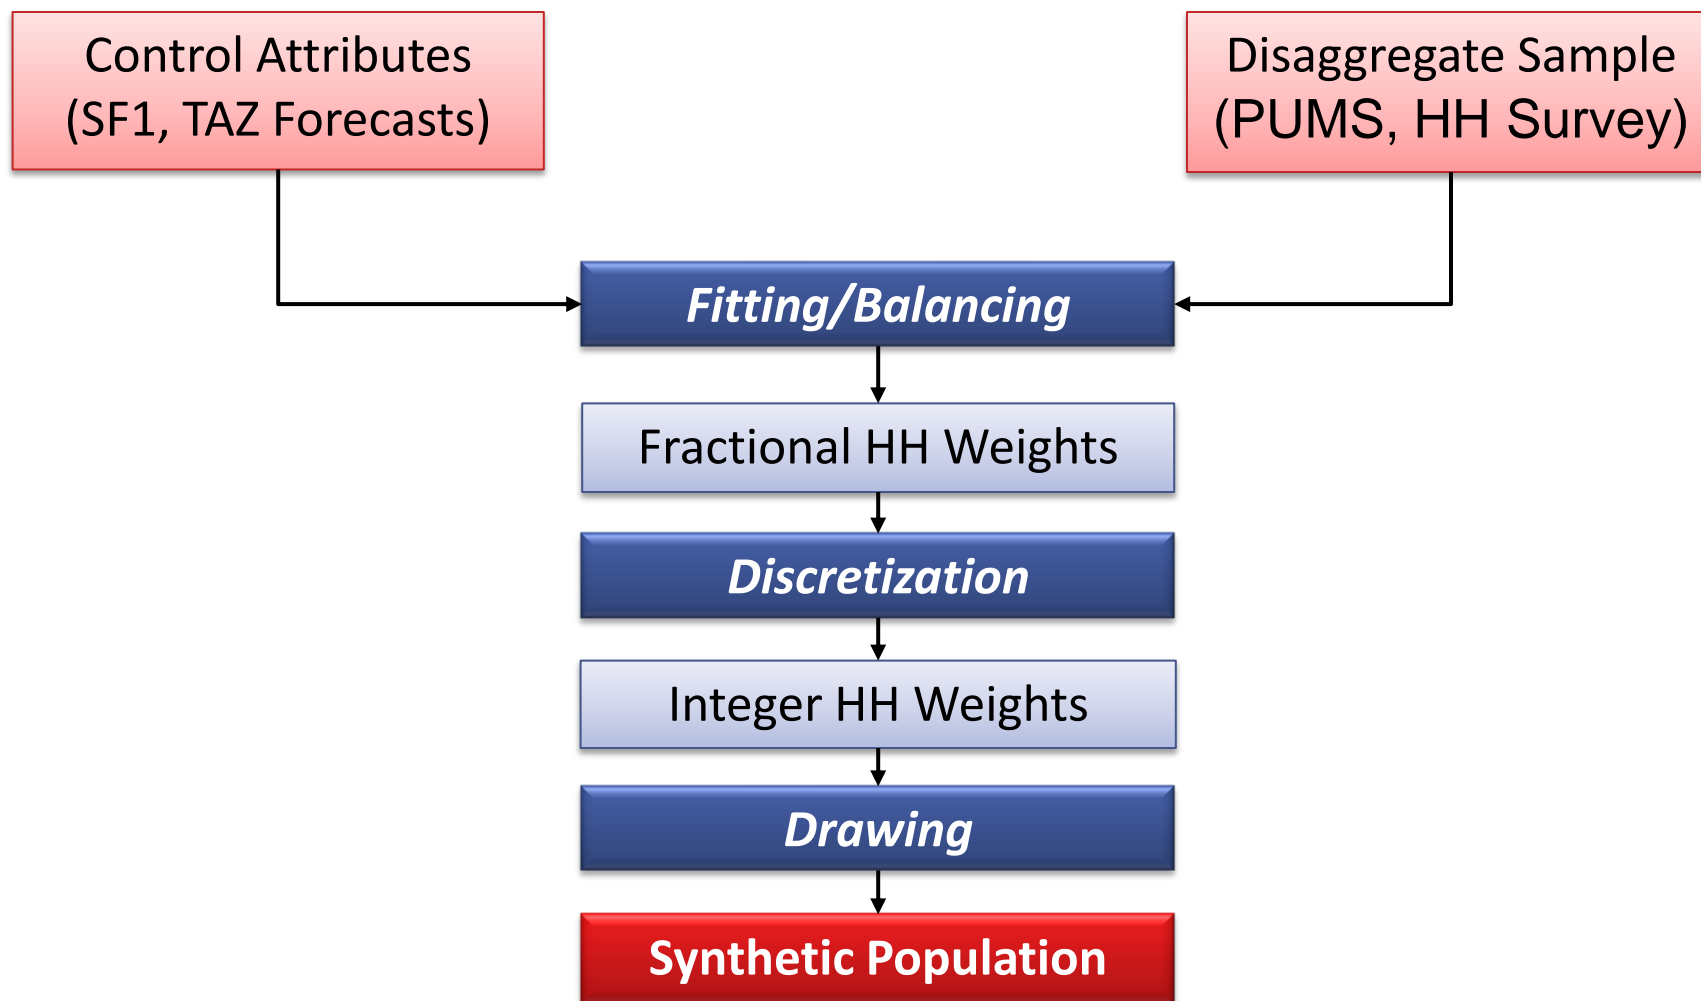 Control Attributes
(SF1, TAZ Forecasts)
Disaggregate Sample
(PUMS, HH Survey)
Fitting/Balancing
Fractional HH Weights
Discretization
Integer HH Weights
Drawing
Synthetic Population